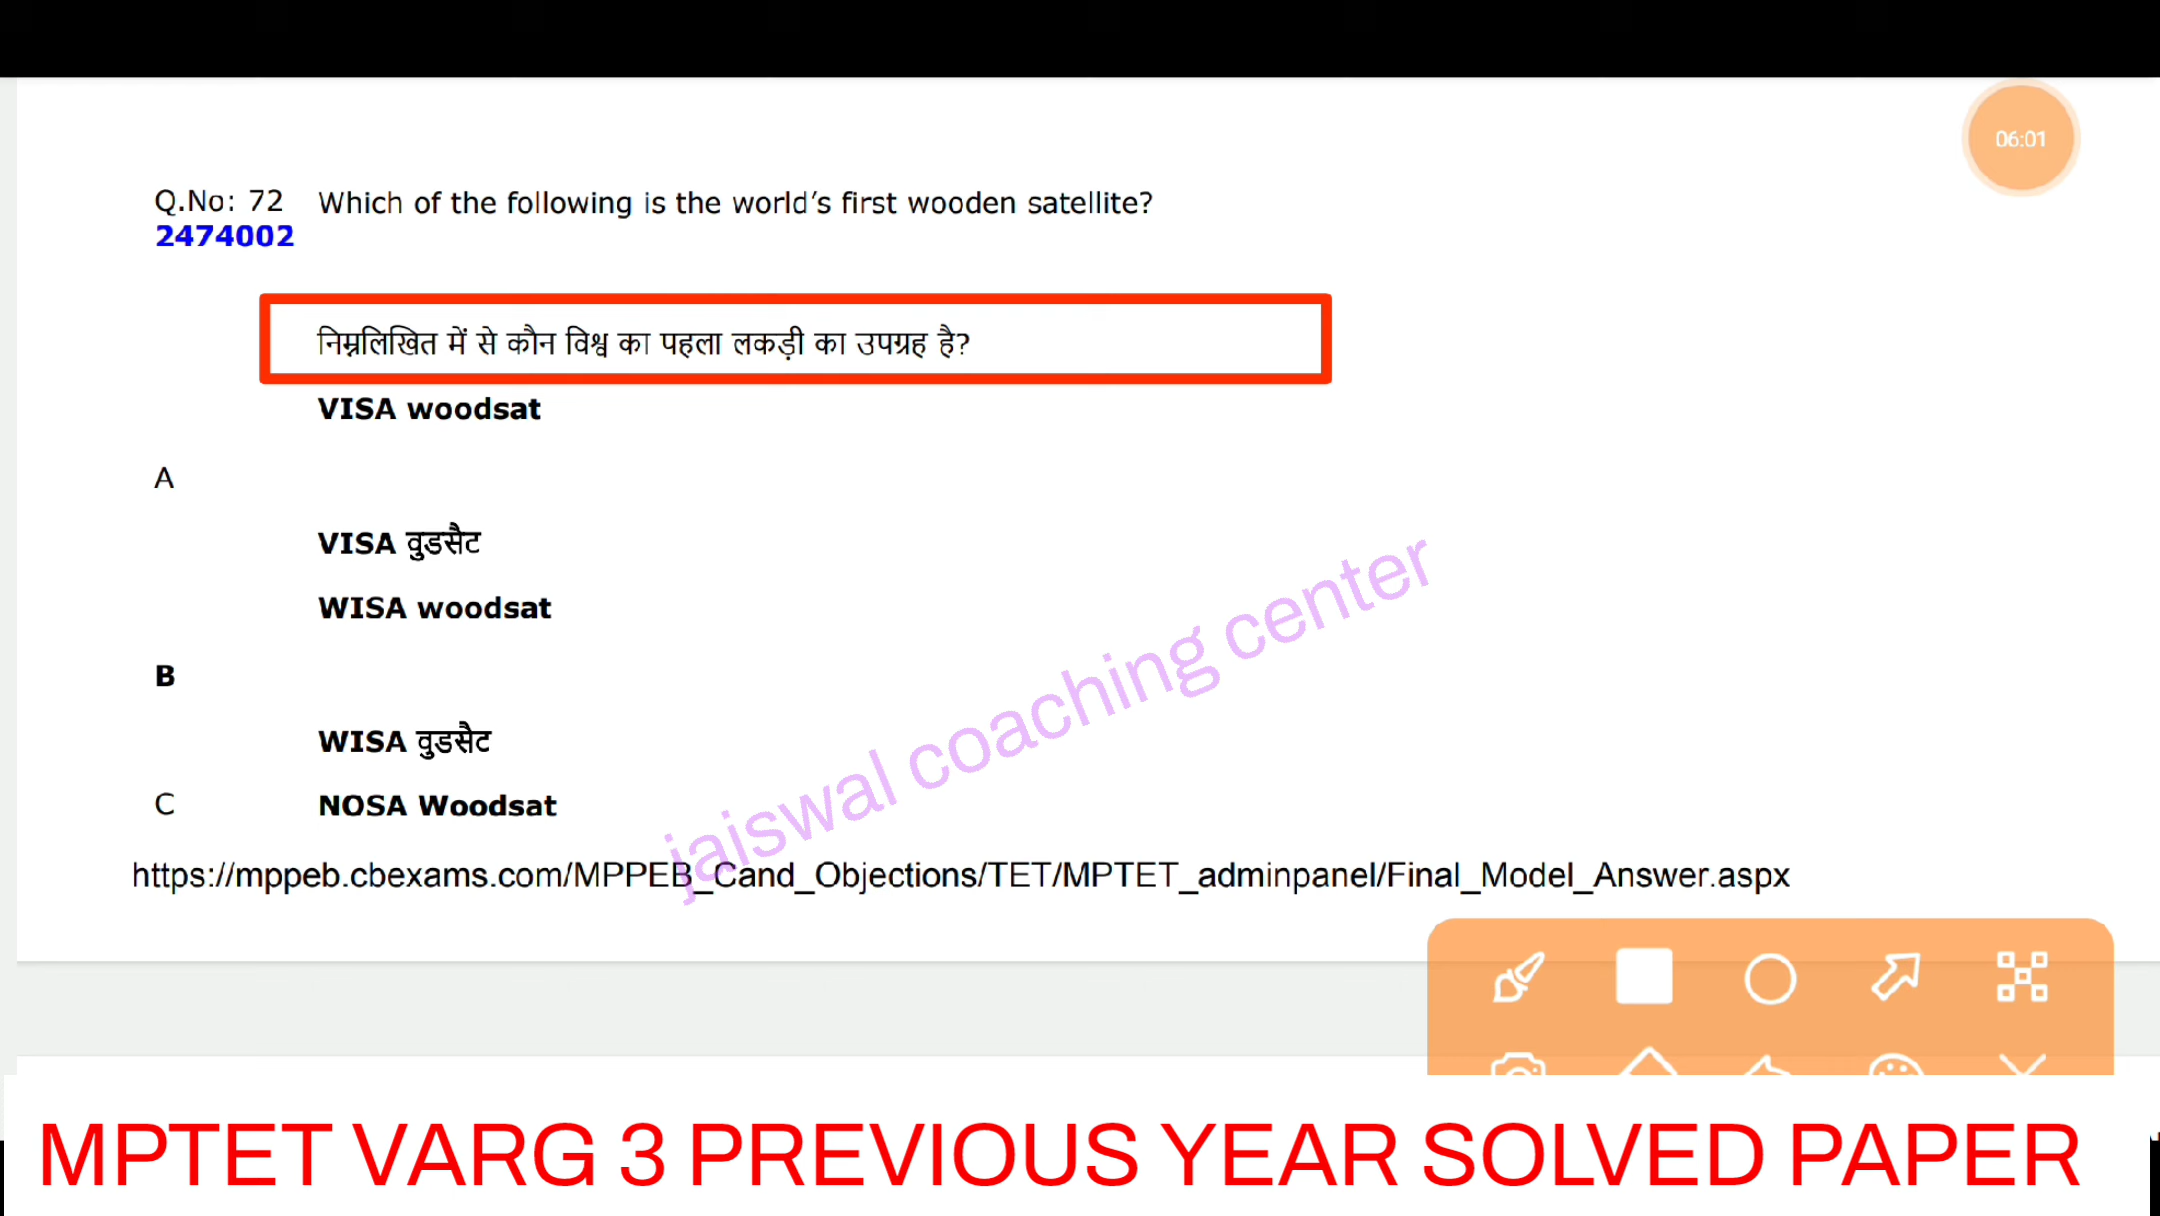 06:01
Q.No: 72 Which of the following is the world's first wooden satellite?
2474002
निम्नलिखित में से कौन विश्व का पहला लकड़ी का उपग्रह है?
VISA woodsat
A
VISA वुडसैट
WISA woodsat
B
WISA वुडसैट
C NOSA Woodsat
jaiswal coaching center
https://mppeb.cbexams.com/MPPEB_Cand_Objections/TET/MPTET_adminpanel/Final_Model_Answer.aspx
MPTET VARG 3 PREVIOUS YEAR SOLVED PAPER